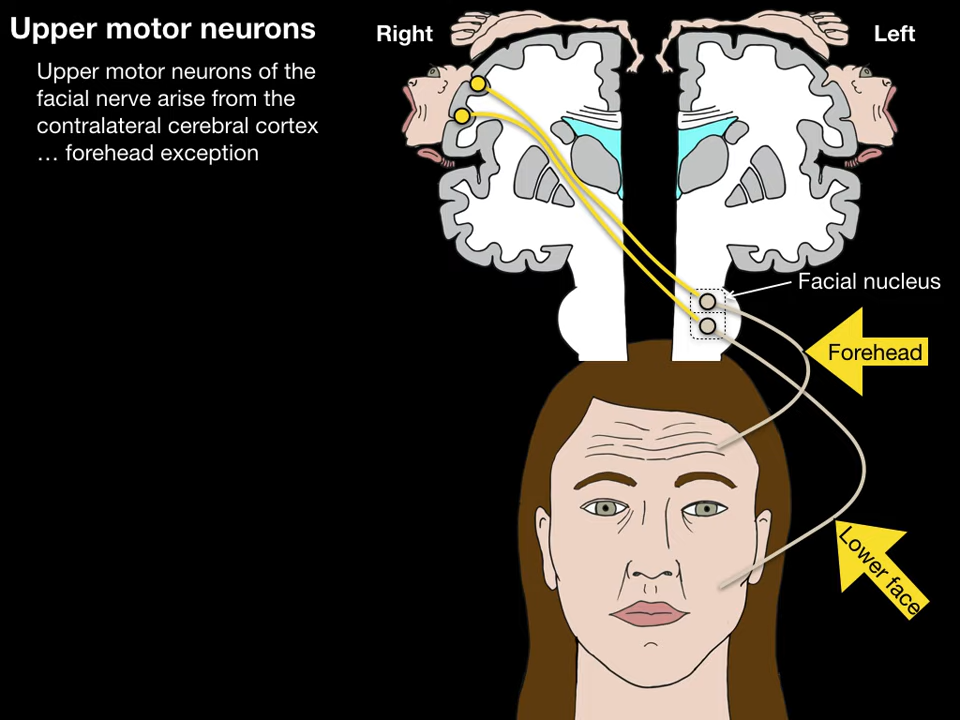 Upper motor neurons
Upper motor neurons of the
facial nerve arise from the
contralateral cerebral cortex
… forehead exception
Right
Left
Facial nucleus
Forehead
Lower face